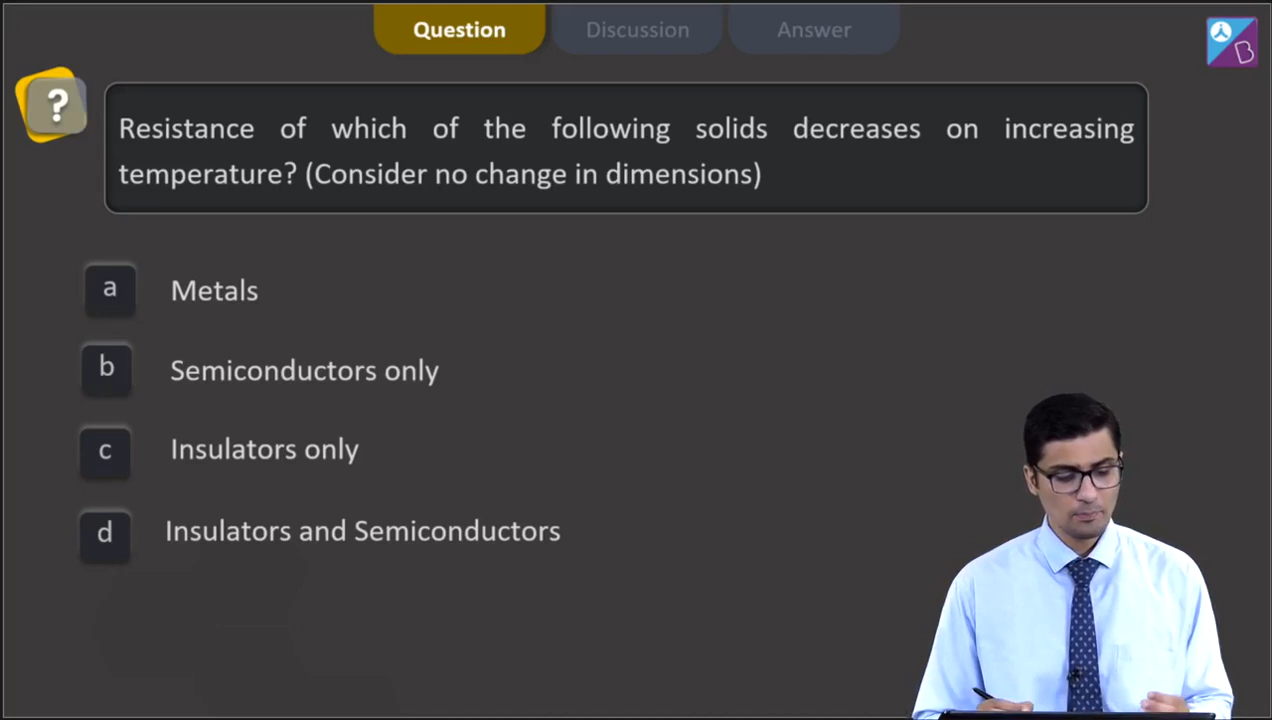 Question
Discussion
Answer
?
Resistance of which of the following solids decreases on increasing
temperature? (Consider no change in dimensions)
a Metals
b Semiconductors only
c Insulators only
d Insulators and Semiconductors
B